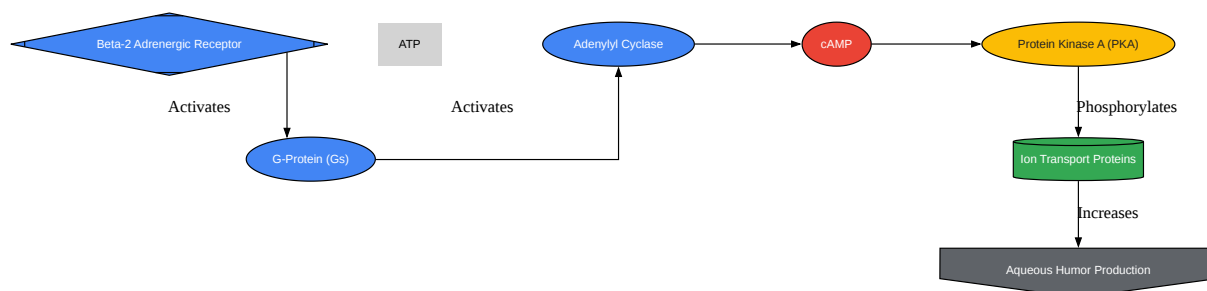 Beta-2 Adrenergic Receptor
ATP
Adenylyl Cyclase
cAMP
Protein Kinase A (PKA)
Activates
Activates
Phosphorylates
G-Protein (Gs)
Ion Transport Proteins
Increases
Aqueous Humor Production